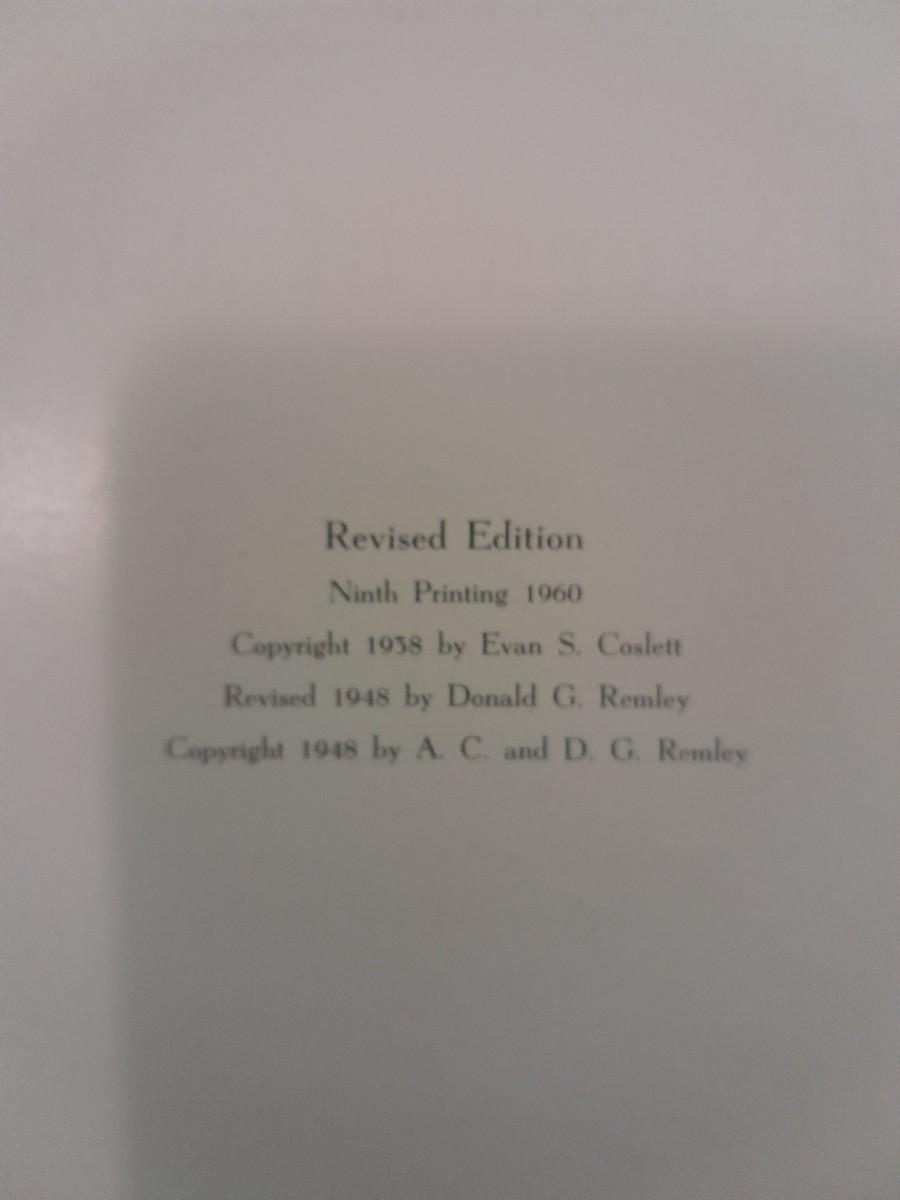 Revised Edition
Ninth Printing 1960
Copyright 1938 by Evan S. Coslett
Revised 1948 by Donald G. Remley
Copyright 1948 by A. C. and D. G. Remley